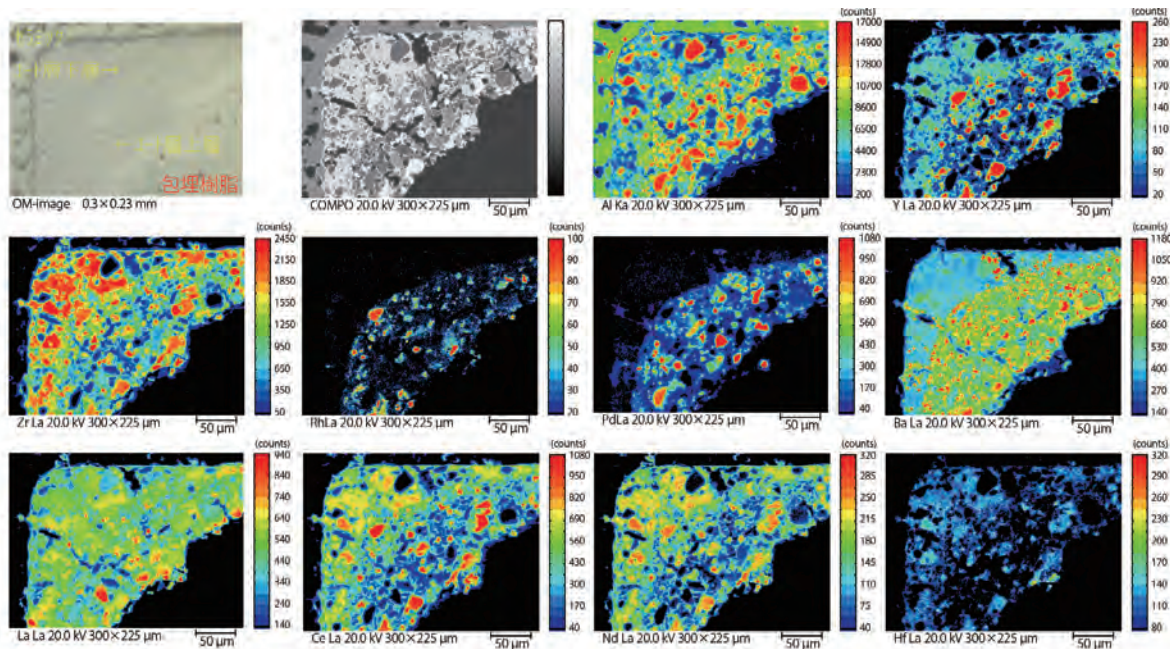 包埋樹脂
OM-image 0.3×0.23 mm
COMPO 20.0 kV 300×225 µm
50 µm
(counts)
17000
14800
12700
10600
8500
6400
4300
2200
200
Al Ka 20.0 kV 300×225 µm
50 µm
(counts)
260
230
200
170
140
110
80
50
20
Y La 20.0 kV 300×225 µm
50 µm
(counts)
2450
2150
1850
1550
1250
950
650
350
50
Zr La 20.0 kV 300×225 µm
50 µm
(counts)
100
90
80
70
60
50
40
30
20
RhLa 20.0 kV 300×225 µm
50 µm
(counts)
1080
950
820
690
560
430
300
170
40
PdLa 20.0 kV 300×225 µm
50 µm
(counts)
1180
1050
920
790
660
530
400
270
140
Ba La 20.0 kV 300×225 µm
50 µm
(counts)
940
840
740
640
540
440
340
240
140
La La 20.0 kV 300×225 µm
50 µm
(counts)
1080
950
820
690
560
430
300
170
40
Ce La 20.0 kV 300×225 µm
50 µm
(counts)
320
285
250
215
180
145
110
75
40
Nd La 20.0 kV 300×225 µm
50 µm
(counts)
320
290
260
230
200
170
140
110
80
Hf La 20.0 kV 300×225 µm
50 µm